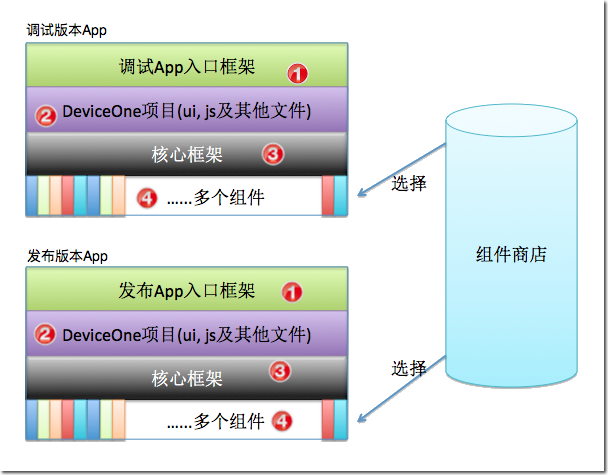 调试版本App
调试App入口框架 1
2 DeviceOne项目(ui, js及其他文件)
核心框架 3
4 ……多个组件
选择
组件商店
发布版本App
发布App入口框架 1
2 DeviceOne项目(ui, js及其他文件)
核心框架 3
选择
……多个组件 4